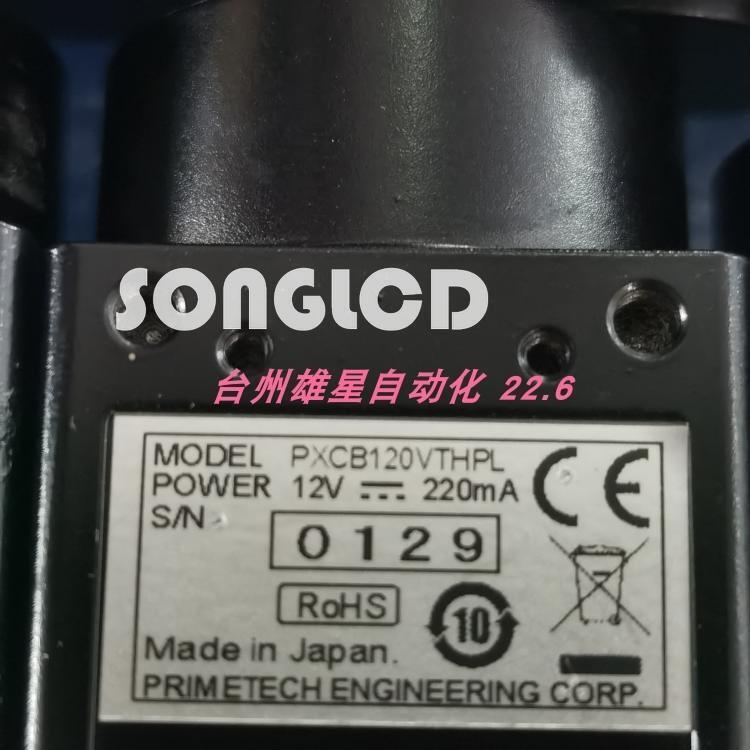 SONGLCD
台州雄星自动化 22.6
MODEL PXCB120VTHPL
POWER 12V ⎓ 220mA
S/N
0129
CE
RoHS
10
Made in Japan.
PRIMETECH ENGINEERING CORP.